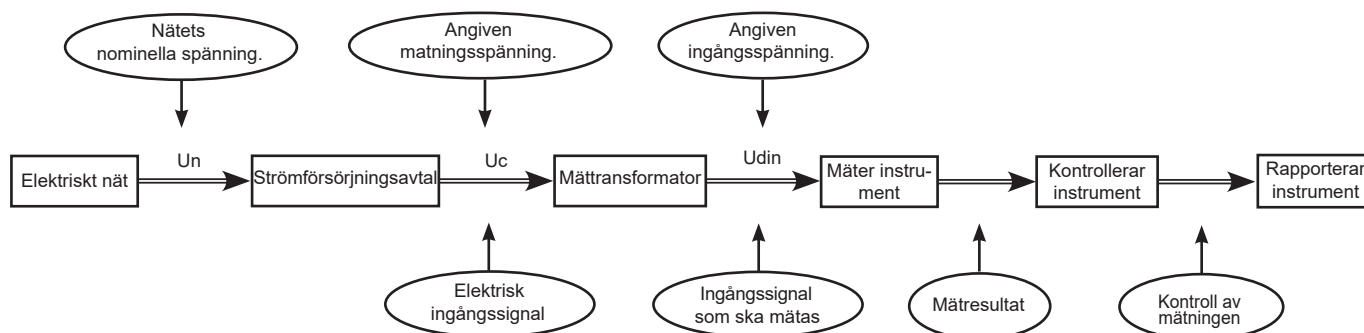 Nätets
nominella spänning.
Angiven
matningsspänning.
Angiven
ingångsspänning.
Elektriskt nät
Un
Strömförsörjningsavtal
Uc
Mättransformator
Udin
Mäter instru-
ment
Kontrollerar
instrument
Rapporterar
instrument
Elektrisk
ingångssignal
Ingångssignal
som ska mätas
Mätresultat
Kontroll av
mätningen